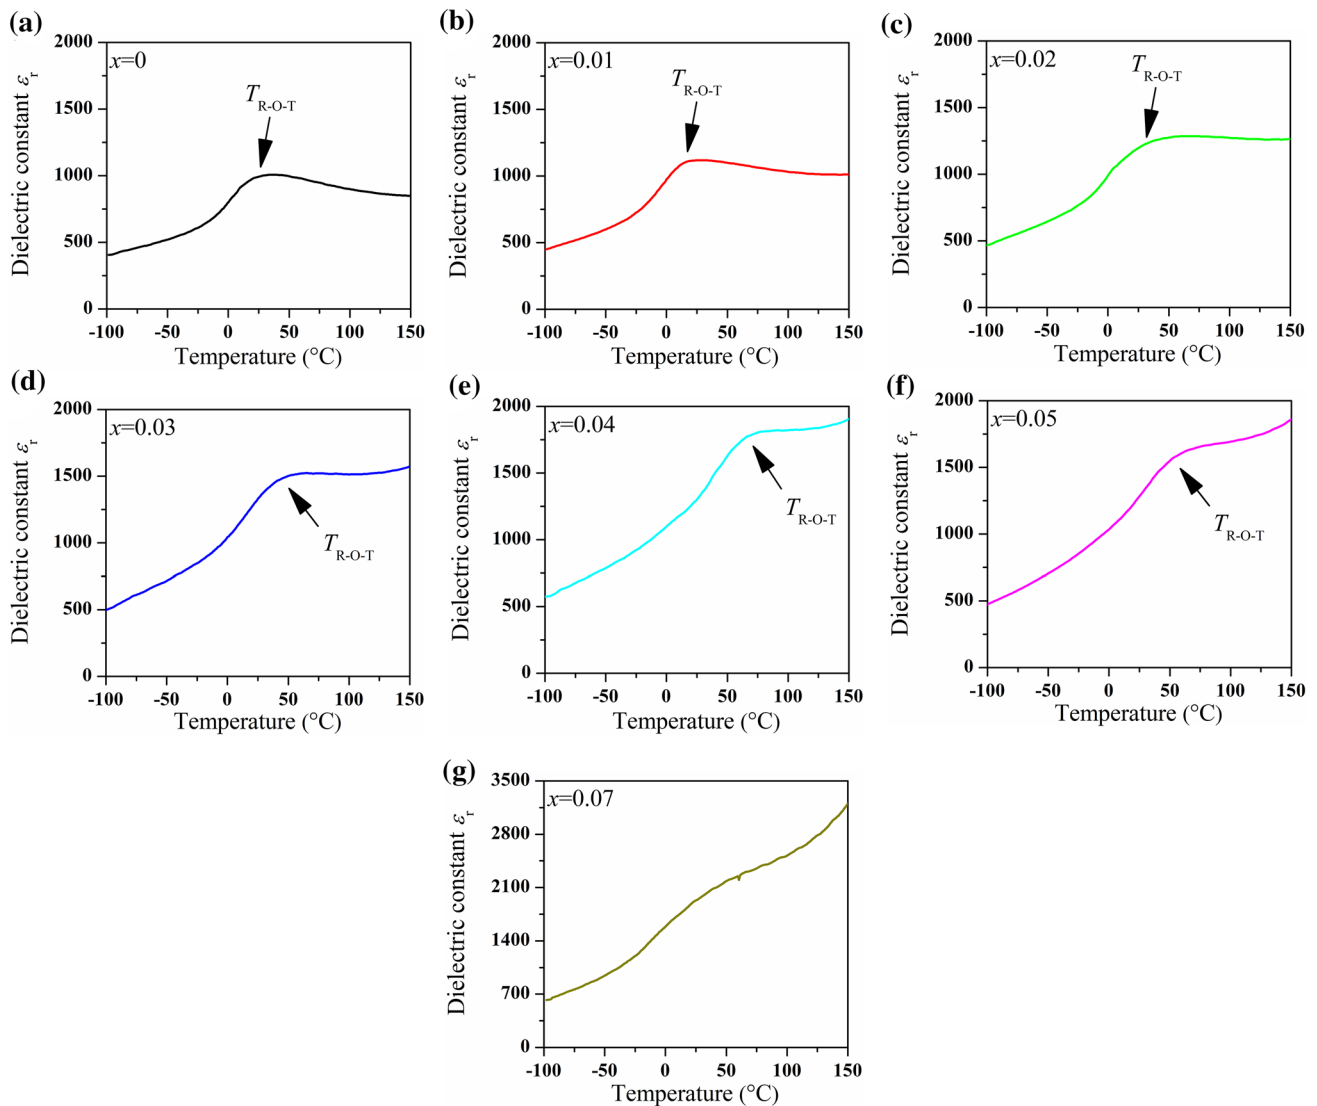 (a)
x=0
T R-O-T
Dielectric constant εr
2000
1500
1000
500
0
-100 -50 0 50 100 150
Temperature (°C)
(b)
x=0.01
T R-O-T
Dielectric constant εr
2000
1500
1000
500
0
-100 -50 0 50 100 150
Temperature (°C)
(c)
x=0.02
T R-O-T
Dielectric constant εr
2000
1500
1000
500
0
-100 -50 0 50 100 150
Temperature (°C)
(d)
x=0.03
T R-O-T
Dielectric constant εr
2000
1500
1000
500
0
-100 -50 0 50 100 150
Temperature (°C)
(e)
x=0.04
T R-O-T
Dielectric constant εr
2000
1500
1000
500
0
-100 -50 0 50 100 150
Temperature (°C)
(f)
x=0.05
T R-O-T
Dielectric constant εr
2000
1500
1000
500
0
-100 -50 0 50 100 150
Temperature (°C)
(g)
x=0.07
Dielectric constant εr
3500
2800
2100
1400
700
0
-100 -50 0 50 100 150
Temperature (°C)